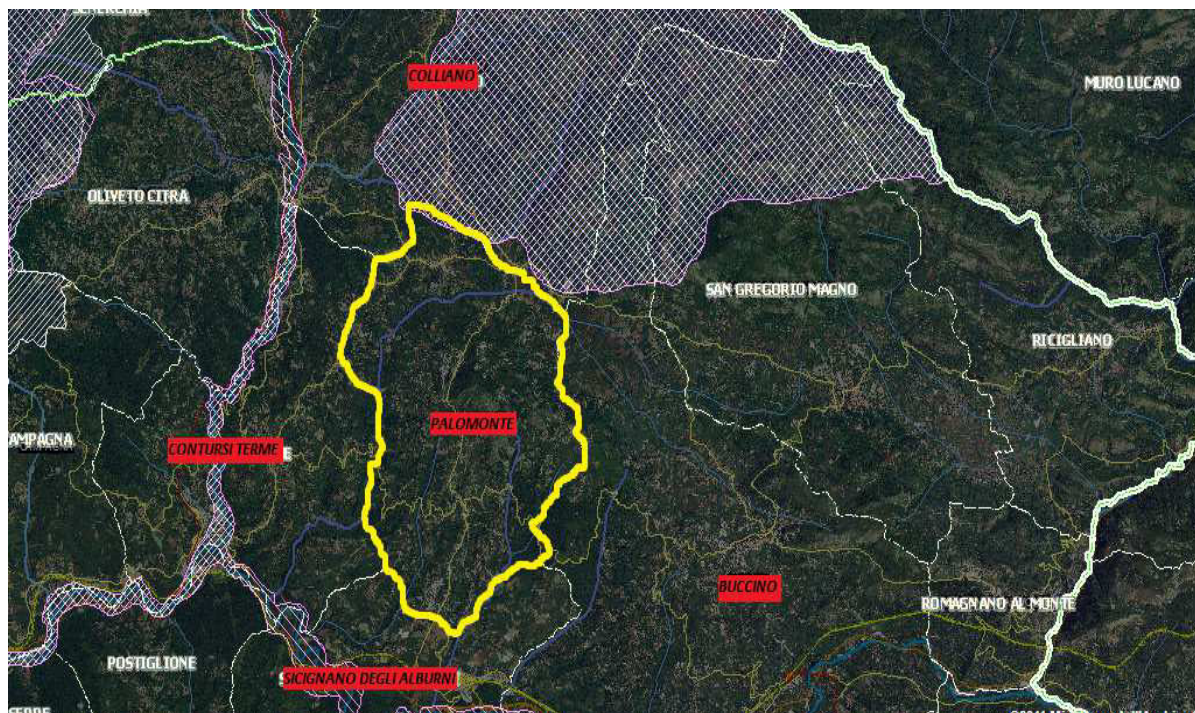 COLLIANO
MURO LUCANO
OLIVETO CITRA
SAN GREGORIO MAGNO
RICIGLIANO
PALOMONTE
AMPAGNA
CONTURSI TERME
BUCCINO
ROMAGNANO AL MONTE
POSTIGLIONE
SICIGNANO DEGLI ALBURNI